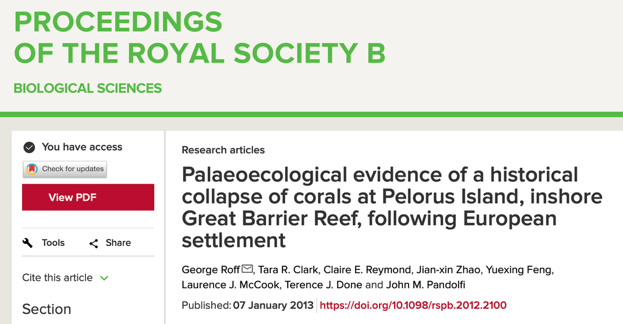 PROCEEDINGS
OF THE ROYAL SOCIETY B
BIOLOGICAL SCIENCES
You have access
Check for updates
View PDF
Tools
Share
Cite this article
Section
Research articles
Palaeoecological evidence of a historical
collapse of corals at Pelorus Island, inshore
Great Barrier Reef, following European
settlement
George Roff, Tara R. Clark, Claire E. Reymond, Jian-xin Zhao, Yuexing Feng,
Laurence J. McCook, Terence J. Done and John M. Pandolfi
Published: 07 January 2013 https://doi.org/10.1098/rspb.2012.2100